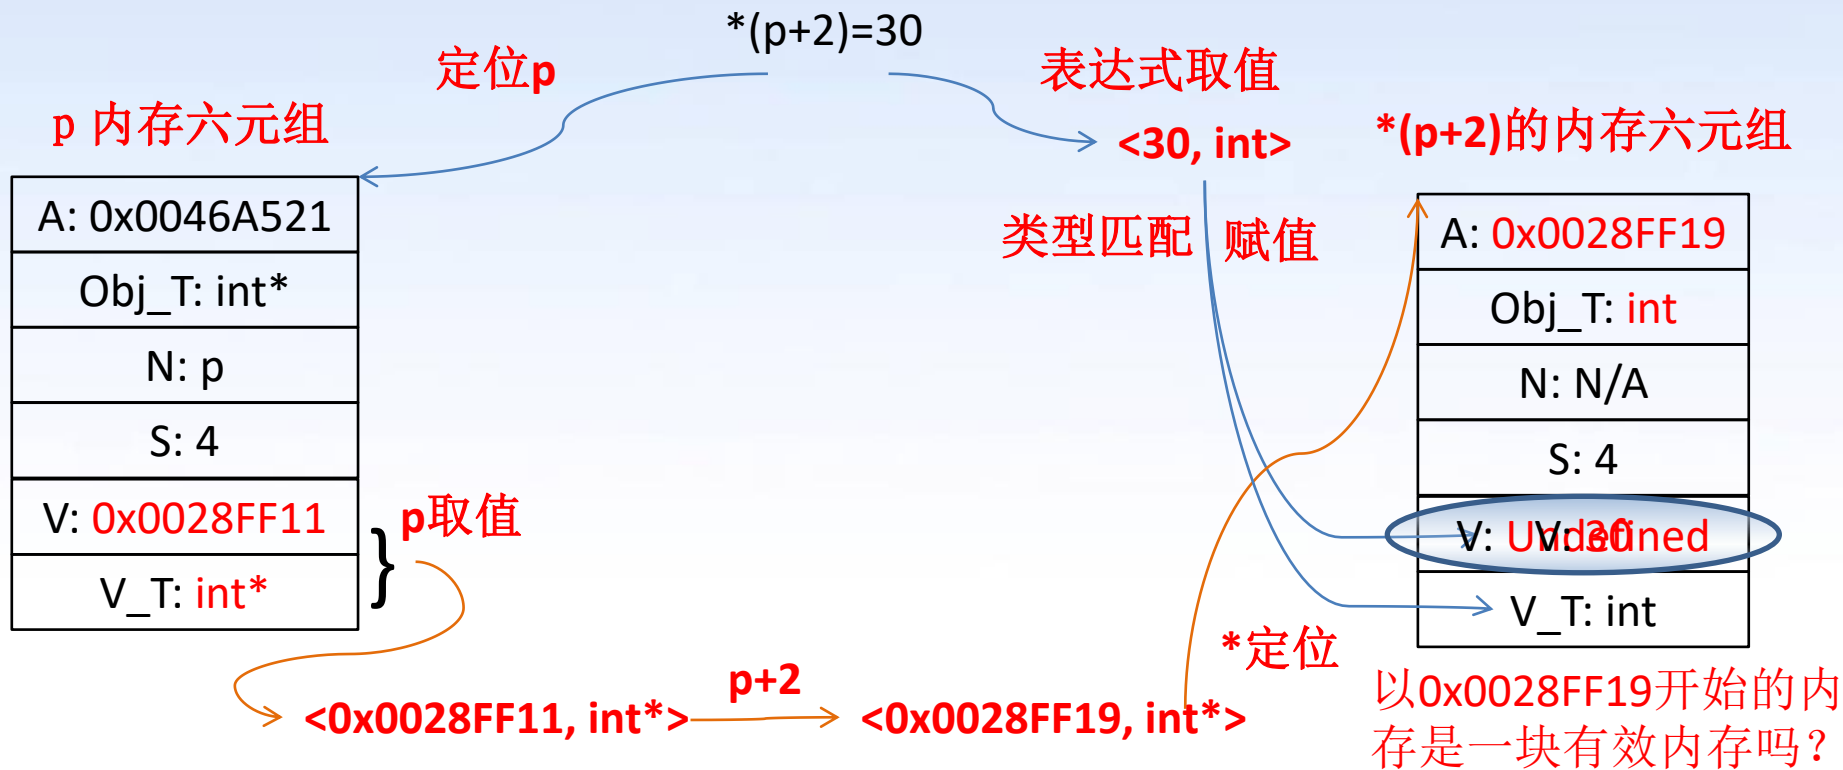 *(p+2)=30
定位p
表达式取值
p 内存六元组
<30, int>
*(p+2)的内存六元组
A: 0x0046A521
Obj_T: int*
N: p
S: 4
V: 0x0028FF11
V_T: int*
p取值
类型匹配 赋值
A: 0x0028FF19
Obj_T: int
N: N/A
S: 4
V: Undefined
V: 30
V_T: int
}
*定位
<0x0028FF11, int*>
p+2
<0x0028FF19, int*>
以0x0028FF19开始的内
存是一块有效内存吗？